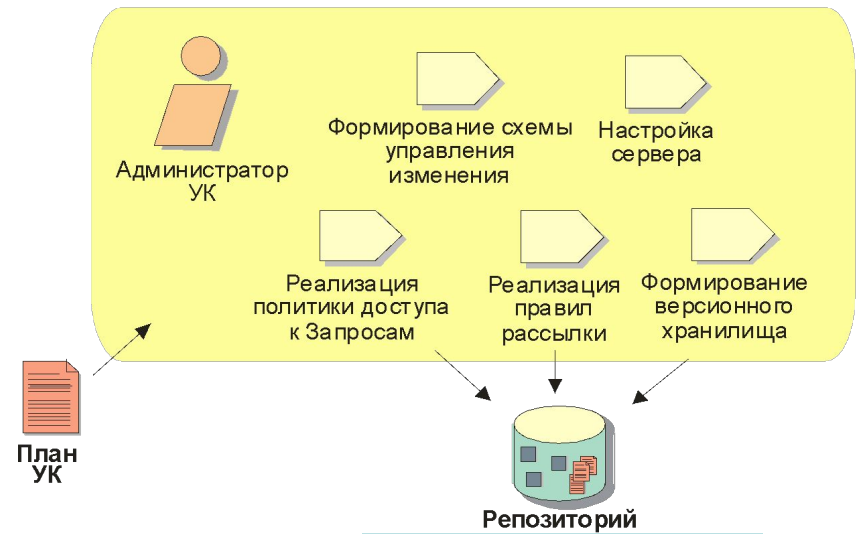 Формирование схемы
управления
изменения
Настройка
сервера
Администратор
УК
Реализация
политики доступа
к Запросам
Реализация
правил
рассылки
Формирование
версионного
хранилища
План
УК
Репозиторий